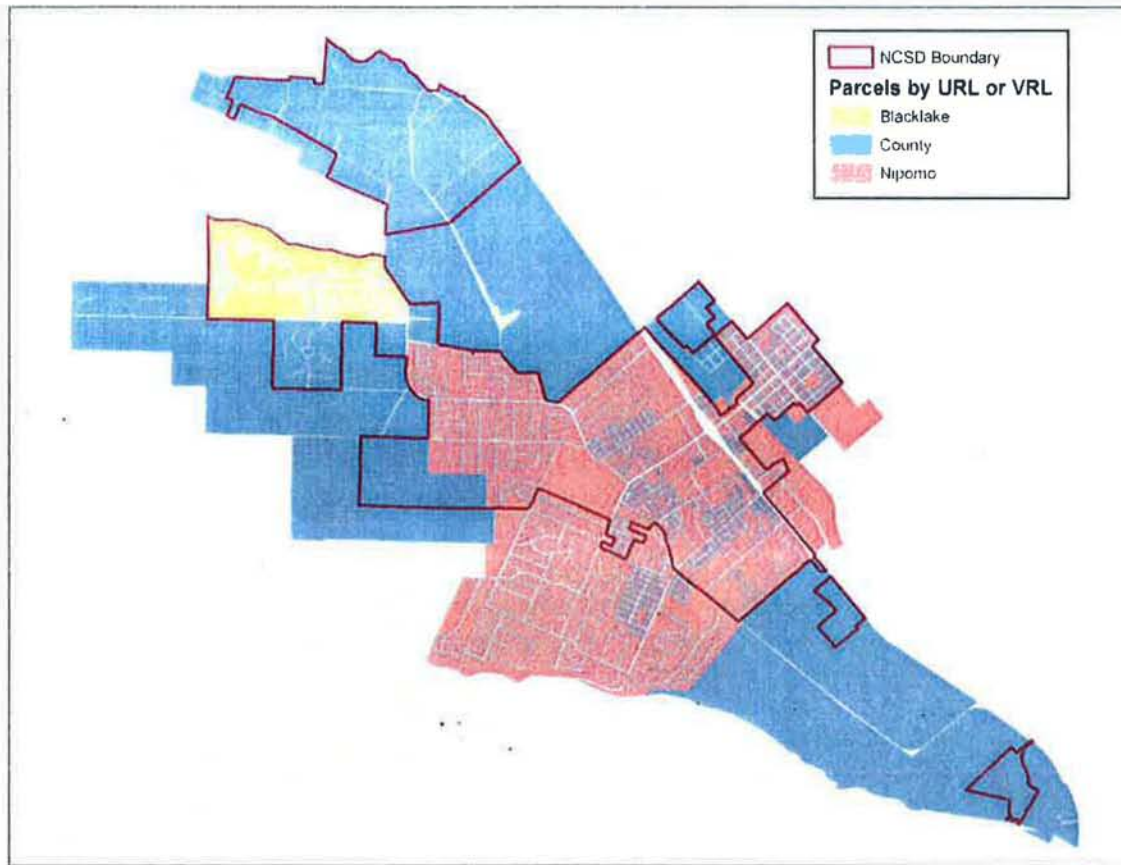 NCSD Boundary
Parcels by URL or VRL
Blacklake
County
Nipomo